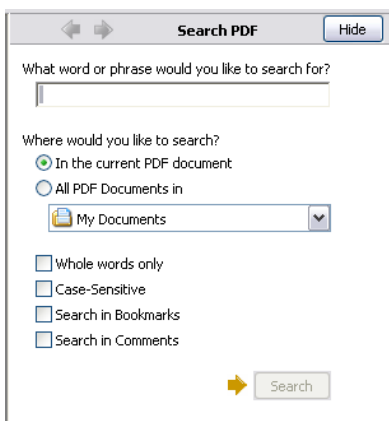 Search PDF Hide
What word or phrase would you like to search for?
Where would you like to search?
In the current PDF document
All PDF Documents in
My Documents
Whole words only
Case-Sensitive
Search in Bookmarks
Search in Comments
Search